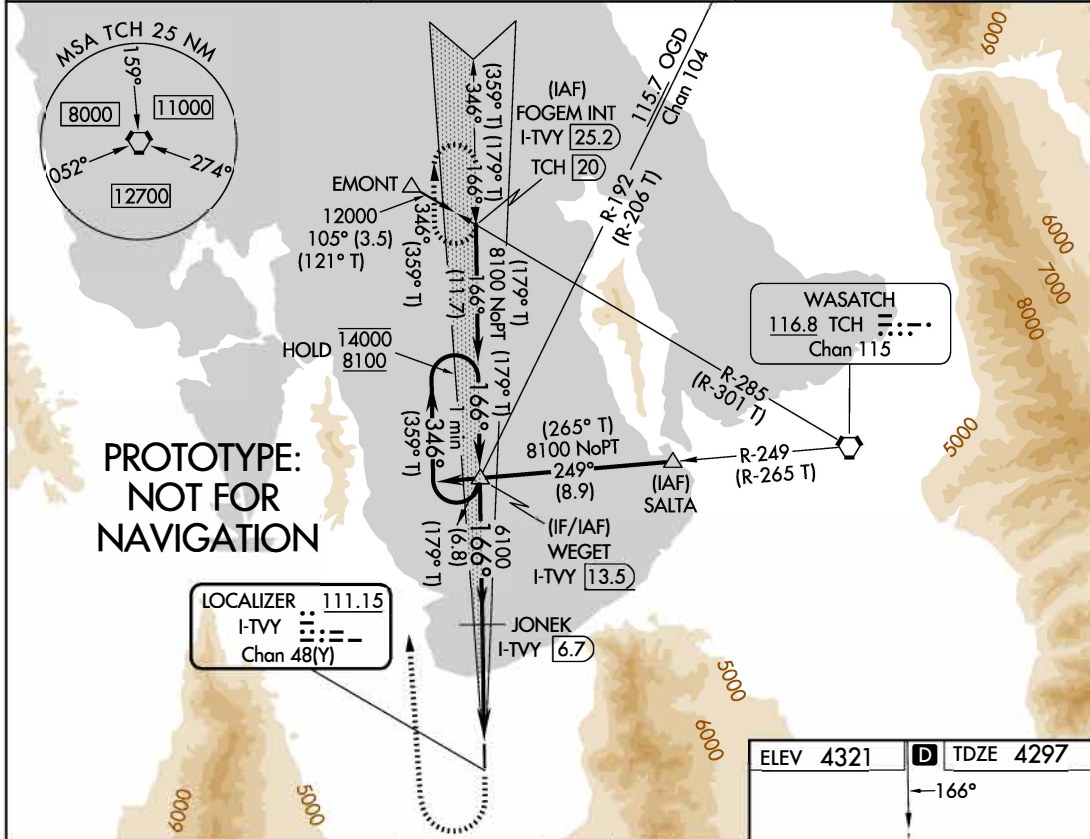 MSA TCH 25 NM
159°
8000
11000
052°
274°
12700
(IAF)
FOGEM INT
I-TVY 25.2
TCH 20
115.7 OGD
Chan 104
R-192
(R-206 T)
346°
(359° T)
166°
(179° T)
EMONT
12000
105° (3.5)
(121° T)
346°
(359° T)
166°
(11.7)
8100 NoPT
(179° T)
HOLD
14000
8100
166°
(179° T)
1 min
346°
(359° T)
(265° T)
8100 NoPT
249°
(8.9)
(IAF)
SALTA
R-249
(R-265 T)
R-285
(R-301 T)
WASATCH
116.8 TCH
Chan 115
(IF/IAF)
WEGET
I-TVY 13.5
6100
166°
(6.8)
(179° T)
PROTOTYPE:
NOT FOR
NAVIGATION
LOCALIZER 111.15
I-TVY
Chan 48(Y)
JONEK
I-TVY 6.7
6000
6000
7000
8000
5000
5000
6000
6000
5000
ELEV 4321
D
TDZE 4297
166°